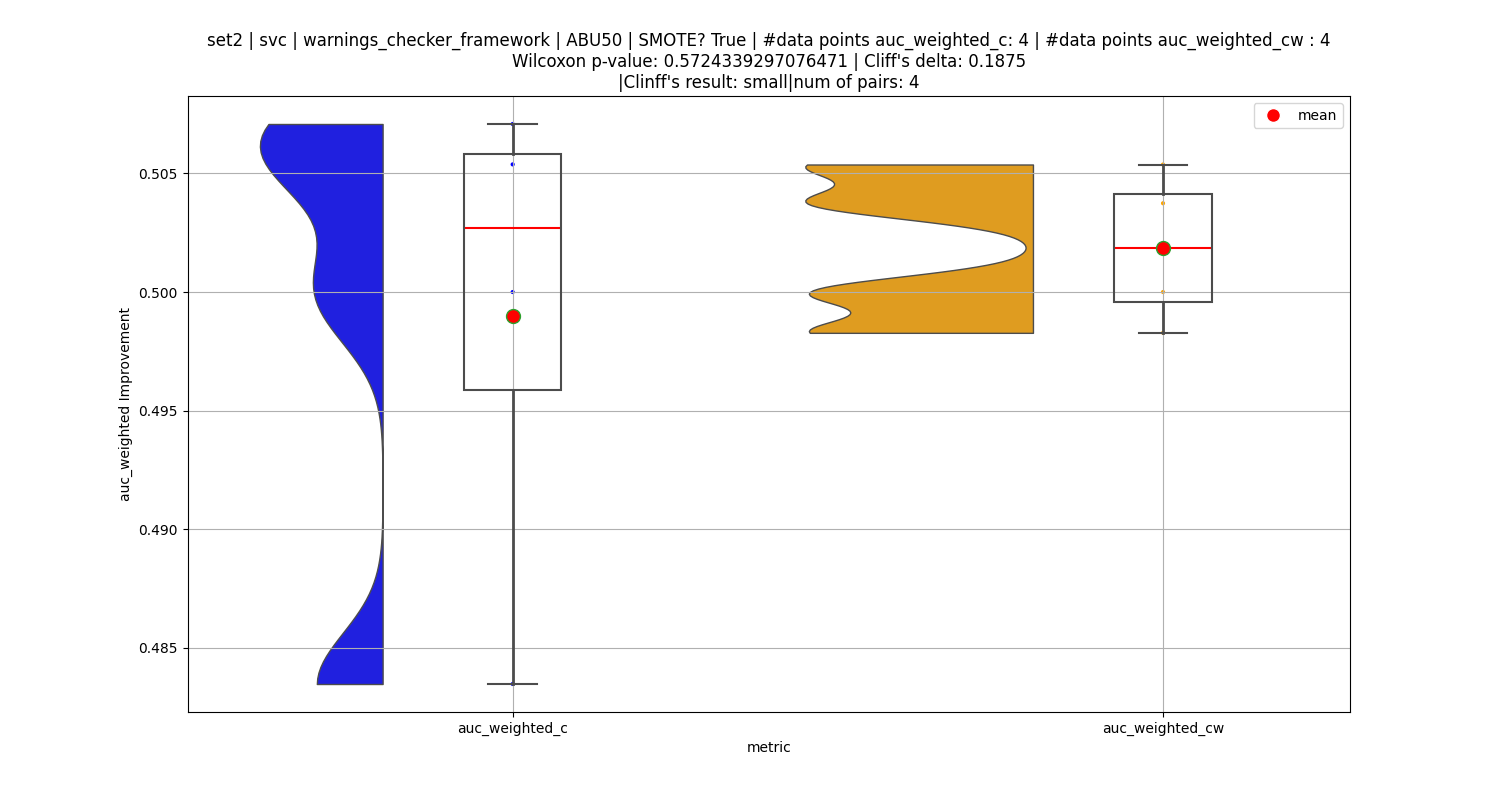 set2 | svc | warnings_checker_framework | ABU50 | SMOTE? True | #data points auc_weighted_c: 4 | #data points auc_weighted_cw : 4
Wilcoxon p-value: 0.5724339297076471 | Cliff's delta: 0.1875
|Clinff's result: small|num of pairs: 4
mean
0.505
0.500
0.495
0.490
0.485
auc_weighted Improvement
auc_weighted_c
auc_weighted_cw
metric